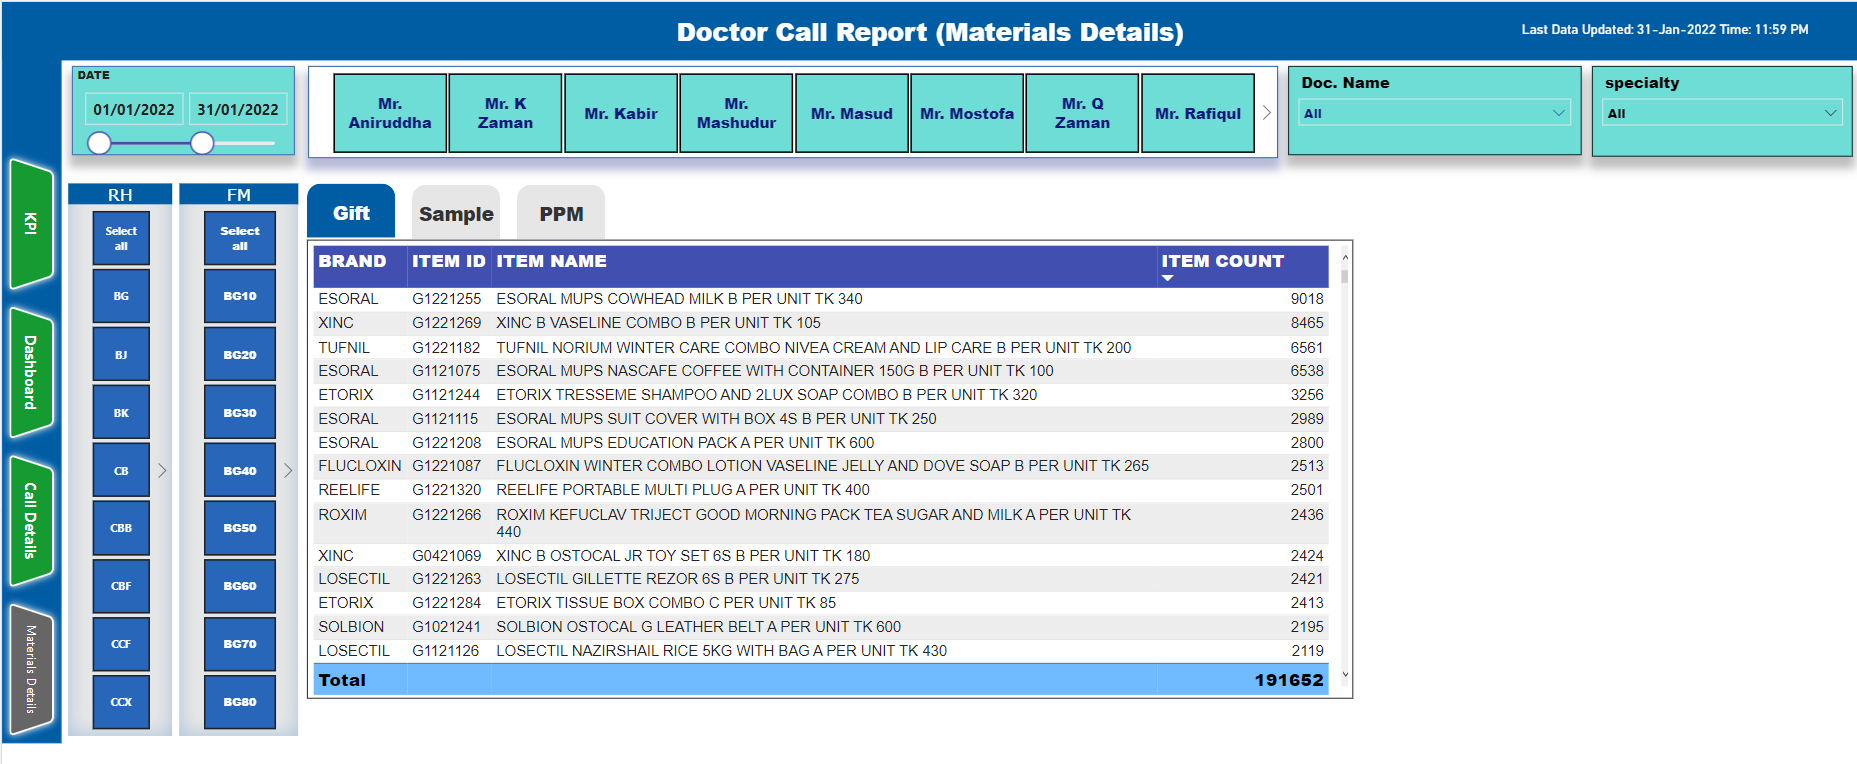 Doctor Call Report (Materials Details)
Last Data Updated: 31-Jan-2022 Time: 11:59 PM
DATE
01/01/2022 31/01/2022
Mr. Aniruddha
Mr. K Zaman
Mr. Kabir
Mr. Mashudur
Mr. Masud
Mr. Mostofa
Mr. Q Zaman
Mr. Rafiqul
Doc. Name
All
specialty
All
KPI
Dashboard
Call Details
Materials Details
RH
Select all
BG
BJ
BK
CB
CBB
CBF
CCF
CCX
FM
Select all
BG10
BG20
BG30
BG40
BG50
BG60
BG70
BG80
Gift Sample PPM
BRAND ITEM ID ITEM NAME ITEM COUNT
ESORAL G1221255 ESORAL MUPS COWHEAD MILK B PER UNIT TK 340 9018
XINC G1221269 XINC B VASELINE COMBO B PER UNIT TK 105 8465
TUFNIL G1221182 TUFNIL NORIUM WINTER CARE COMBO NIVEA CREAM AND LIP CARE B PER UNIT TK 200 6561
ESORAL G1121075 ESORAL MUPS NASCAFE COFFEE WITH CONTAINER 150G B PER UNIT TK 100 6538
ETORIX G1121244 ETORIX TRESSEME SHAMPOO AND 2LUX SOAP COMBO B PER UNIT TK 320 3256
ESORAL G1121115 ESORAL MUPS SUIT COVER WITH BOX 4S B PER UNIT TK 250 2989
ESORAL G1221208 ESORAL MUPS EDUCATION PACK A PER UNIT TK 600 2800
FLUCLOXIN G1221087 FLUCLOXIN WINTER COMBO LOTION VASELINE JELLY AND DOVE SOAP B PER UNIT TK 265 2513
REELIFE G1221320 REELIFE PORTABLE MULTI PLUG A PER UNIT TK 400 2501
ROXIM G1221266 ROXIM KEFUCLAV TRIJECT GOOD MORNING PACK TEA SUGAR AND MILK A PER UNIT TK 2436
440
XINC G0421069 XINC B OSTOCAL JR TOY SET 6S B PER UNIT TK 180 2424
LOSECTIL G1221263 LOSECTIL GILLETTE REZOR 6S B PER UNIT TK 275 2421
ETORIX G1221284 ETORIX TISSUE BOX COMBO C PER UNIT TK 85 2413
SOLBION G1021241 SOLBION OSTOCAL G LEATHER BELT A PER UNIT TK 600 2195
LOSECTIL G1121126 LOSECTIL NAZIRSHAIL RICE 5KG WITH BAG A PER UNIT TK 430 2119
Total 191652